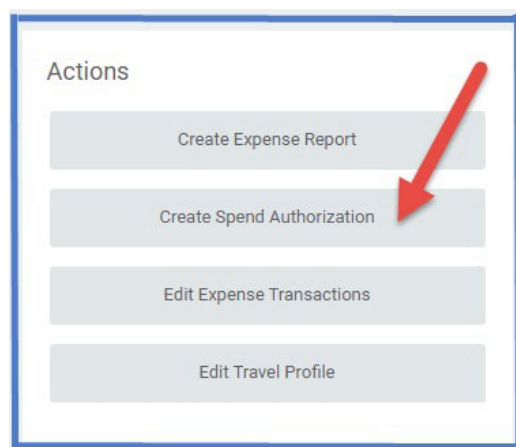 Actions
Create Expense Report
Create Spend Authorization
Edit Expense Transactions
Edit Travel Profile